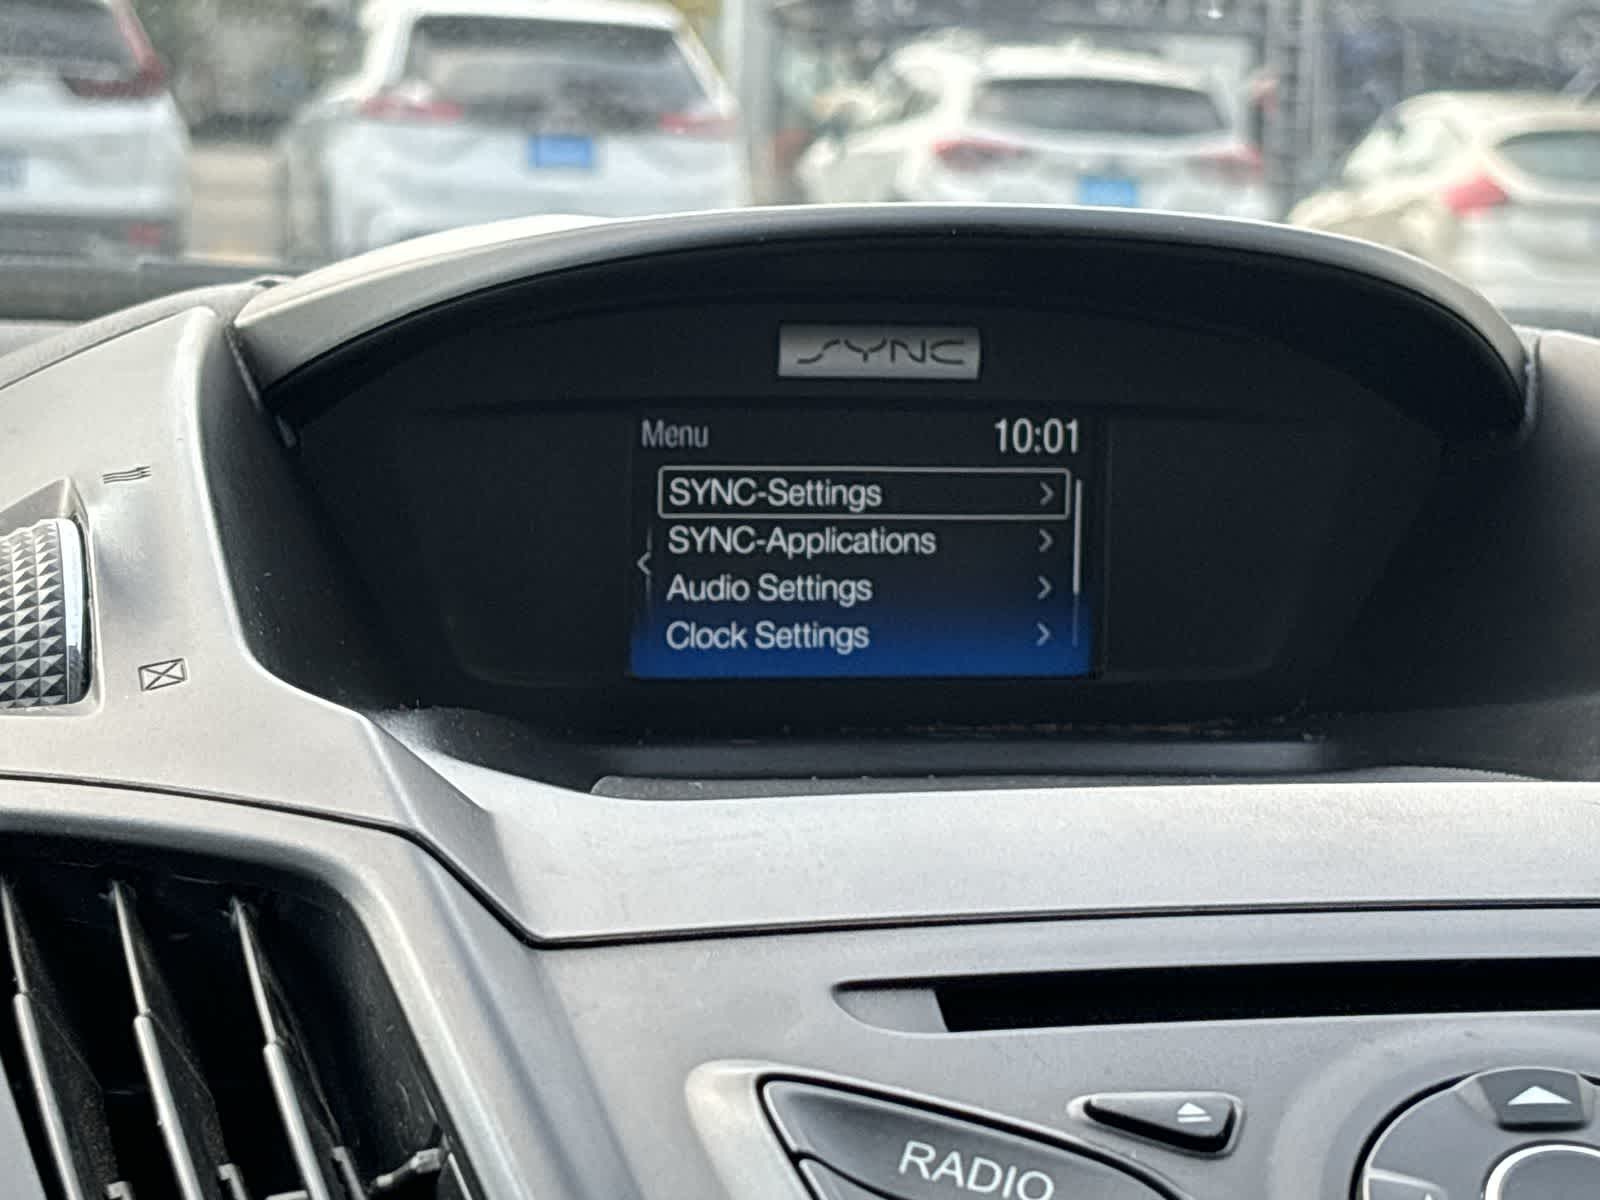 SYNC
Menu 10:01
SYNC-Settings
SYNC-Applications
Audio Settings
Clock Settings
RADIO